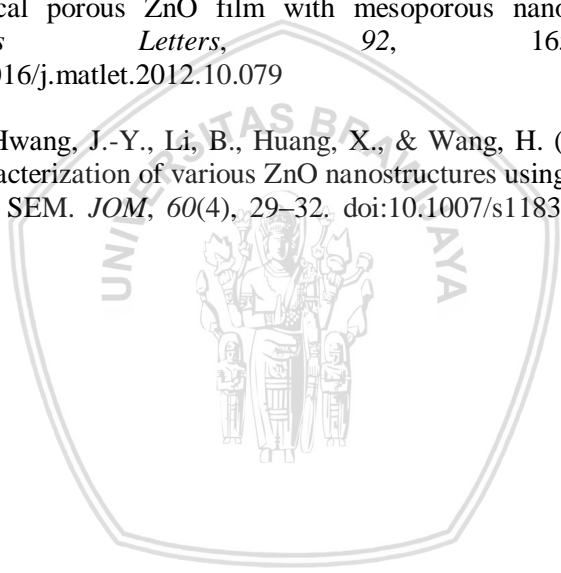 cal porous ZnO film with mesoporous nano
s Letters, 92, 16
016/j.matlet.2012.10.079
Hwang, J.-Y., Li, B., Huang, X., & Wang, H. (
acterization of various ZnO nanostructures using
SEM. JOM, 60(4), 29–32. doi:10.1007/s1183
UNIVERSITAS BRAWIJAYA